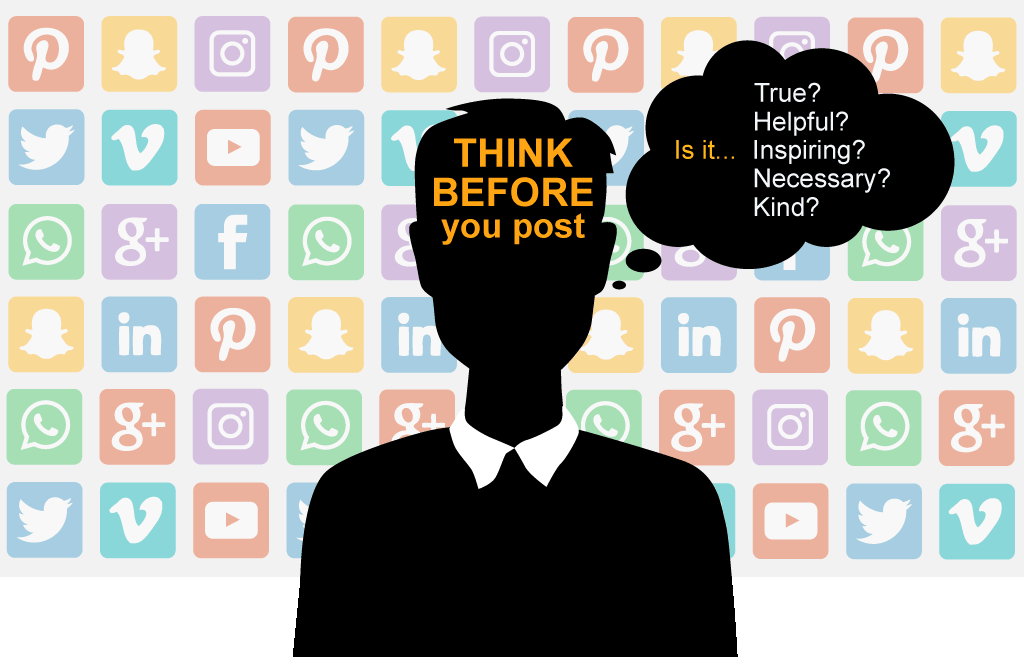 THINK
BEFORE
you post
Is it...
True?
Helpful?
Inspiring?
Necessary?
Kind?